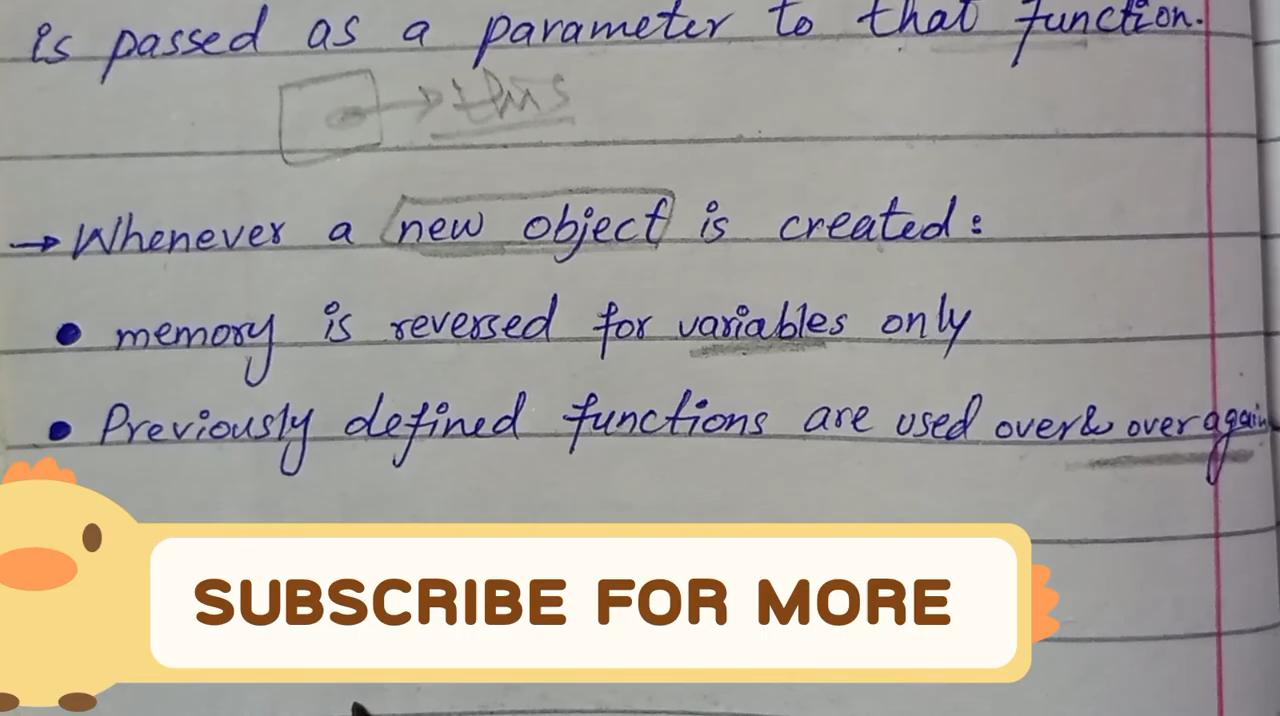 is passed as a parameter to that function.
this
→ Whenever a new object is created:
• memory is reversed for variables only
• Previously defined functions are used over & over again
SUBSCRIBE FOR MORE